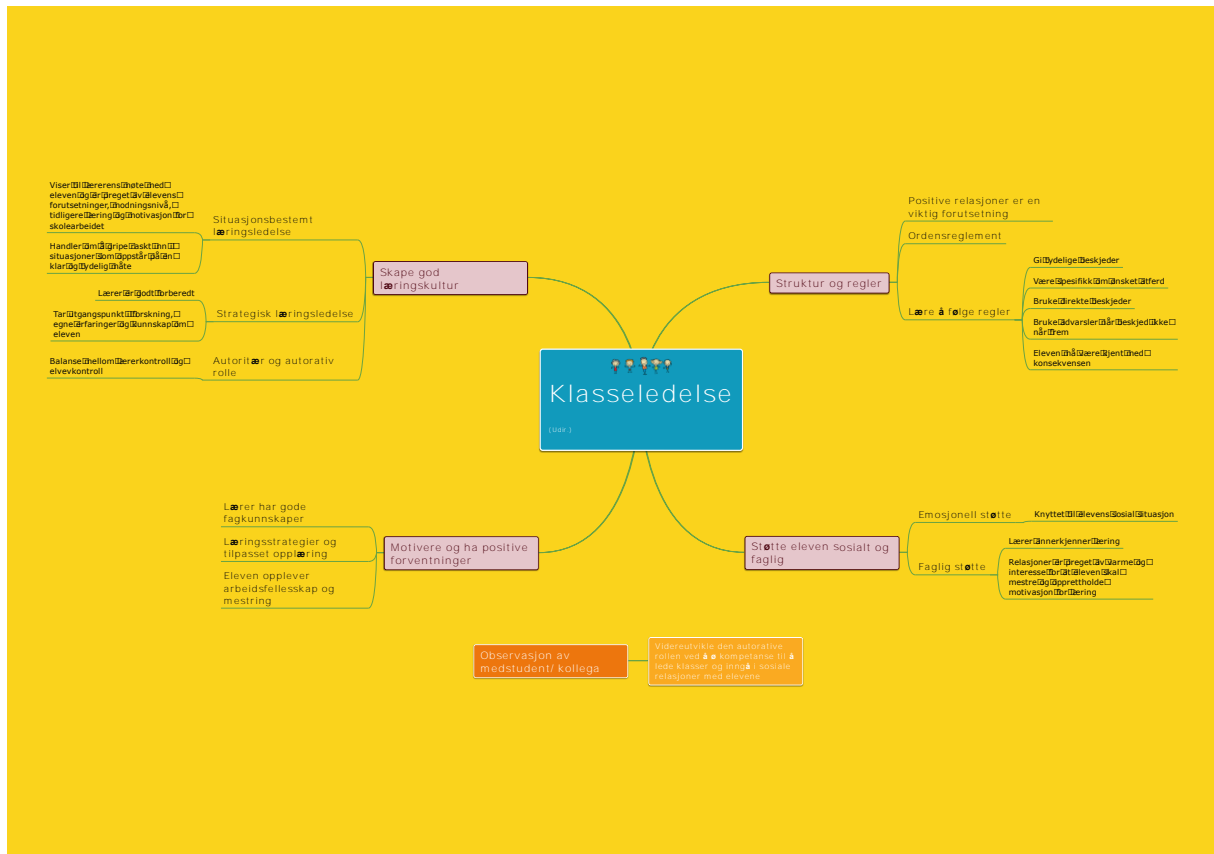 Viser til lærerens møte med
eleven og er preget av elevens
forutsetninger, modningsnivå,
tidligere læring og motivasjon for
skolearbeidet
Situasjonsbestemt
læringsledelse
Handler om å gripe raskt inn i
situasjoner som oppstår på en
klar og tydelig måte
Skape god
læringskultur
Lærer er godt forberedt
Strategisk læringsledelse
Tar utgangspunkt i forskning,
egne erfaringer og kunnskap om
eleven
Balanse mellom lærerkontroll og
elvevkontroll
Autoritær og autorativ
rolle
Positive relasjoner er en
viktig forutsetning
Ordensreglement
Struktur og regler
Lære å følge regler
Gi tydelige beskjeder
Være spesifikk om ønsket atferd
Bruke direkte beskjeder
Bruke advarsler når beskjed ikke
når frem
Eleven må være kjent med
konsekvensen
Klasseledelse
[Udir.]
Lærer har gode
fagkunnskaper
Læringsstrategier og
tilpasset opplæring
Eleven opplever
arbeidsfellesskap og
mestring
Motivere og ha positive
forventninger
Støtte eleven sosialt og
faglig
Emosjonell støtte
Knyttet til elevens sosial situasjon
Faglig støtte
Lærer annerkjenner læring
Relasjoner er preget av varme og
interesse for at eleven skal
mestre og opprettholde
motivasjon for læring
Observasjon av
medstudent/ kollega
Videreutvikle den autorative
rollen ved å ø kompetanse til å
lede klasser og inngå i sosiale
relasjoner med elevene